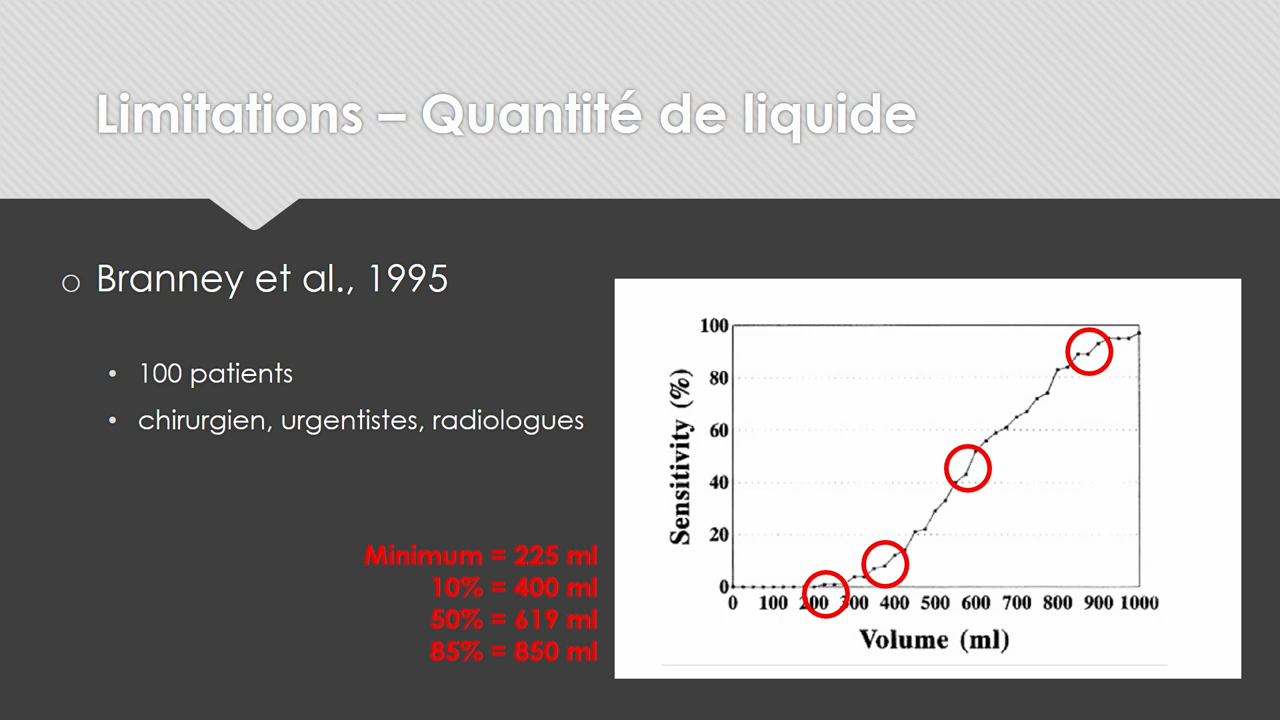 Limitations – Quantité de liquide
o Branney et al., 1995
• 100 patients
• chirurgien, urgentistes, radiologues
Minimum = 225 ml
10% = 400 ml
50% = 619 ml
85% = 850 ml
Sensitivity (%)
100
80
60
40
20
0
0 100 200 300 400 500 600 700 800 900 1000
Volume (ml)